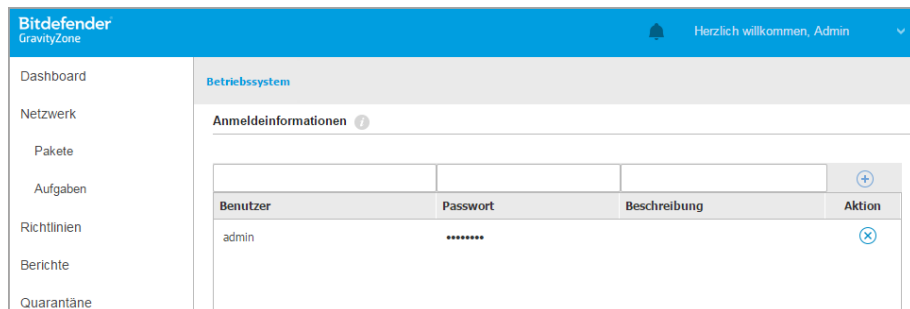 Bitdefender
GravityZone
Herzlich willkommen, Admin
Dashboard
Netzwerk
Pakete
Aufgaben
Richtlinien
Berichte
Quarantäne
Betriebssystem
Anmeldeinformationen i
Benutzer Passwort Beschreibung Aktion
admin ••••••••